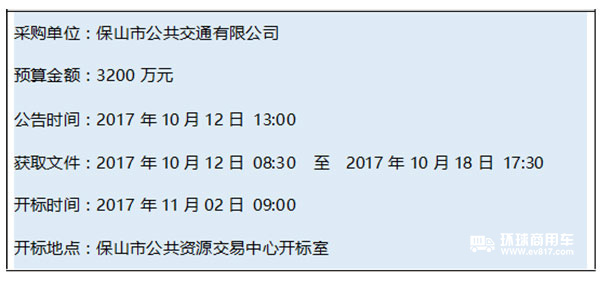 采购单位：保山市公共交通有限公司
预算金额：3200 万元
公告时间：2017 年 10 月 12 日 13:00
获取文件：2017 年 10 月 12 日 08:30 至 2017 年 10 月 18 日 17:30
开标时间：2017 年 11 月 02 日 09:00
开标地点：保山市公共资源交易中心开标室
环球商用车
www.ev817.com